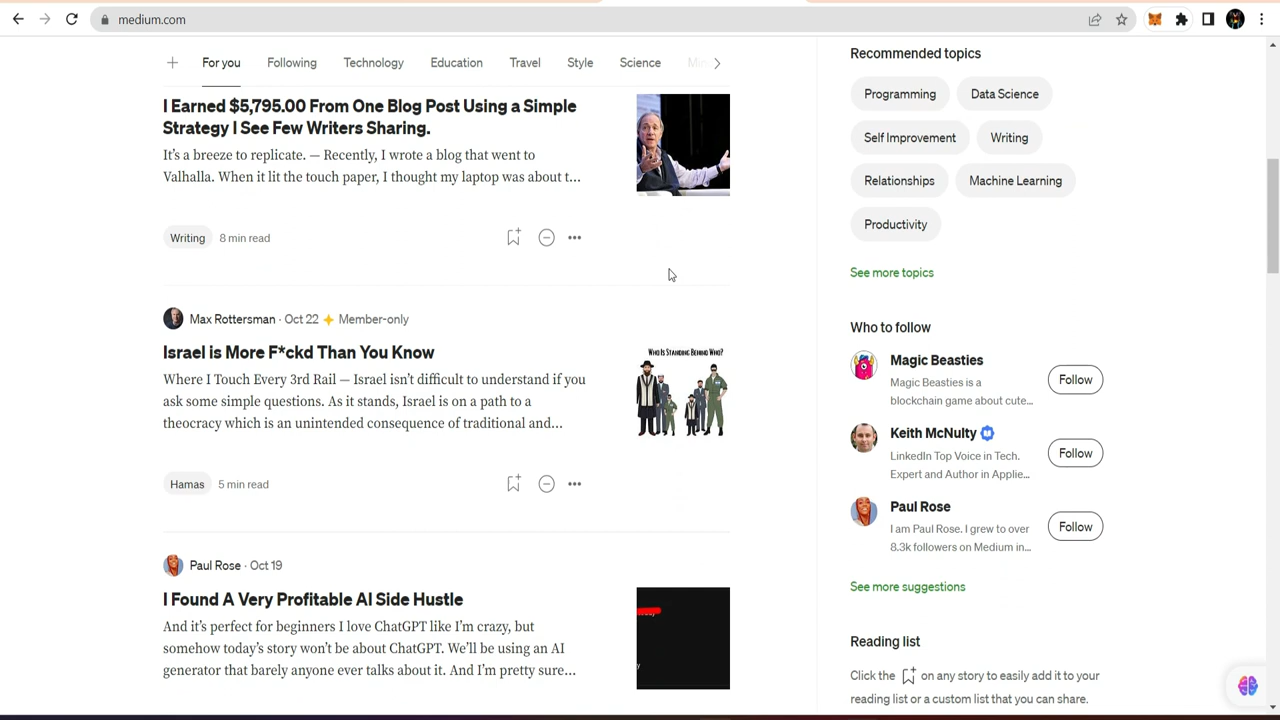 medium.com
For you
Following
Technology
Education
Travel
Style
Science
I Earned $5,795.00 From One Blog Post Using a Simple
Strategy I See Few Writers Sharing.
It's a breeze to replicate. — Recently, I wrote a blog that went to
Valhalla. When it lit the touch paper, I thought my laptop was about t...
Writing
8 min read
Max Rottersman · Oct 22
Member-only
Israel is More F*ckd Than You Know
Where I Touch Every 3rd Rail — Israel isn't difficult to understand if you
ask some simple questions. As it stands, Israel is on a path to a
theocracy which is an unintended consequence of traditional and...
WHO IS STANDING BEHIND WHO?
Hamas
5 min read
Paul Rose · Oct 19
I Found A Very Profitable AI Side Hustle
And it's perfect for beginners I love ChatGPT like I'm crazy, but
somehow today's story won't be about ChatGPT. We'll be using an AI
generator that barely anyone ever talks about it. And I'm pretty sure...
Recommended topics
Programming
Data Science
Self Improvement
Writing
Relationships
Machine Learning
Productivity
See more topics
Who to follow
Magic Beasties
Magic Beasties is a
blockchain game about cute...
Follow
Keith McNulty
LinkedIn Top Voice in Tech.
Expert and Author in Applie...
Follow
Paul Rose
I am Paul Rose. I grew to over
8.3k followers on Medium in...
Follow
See more suggestions
Reading list
Click the on any story to easily add it to your
reading list or a custom list that you can share.